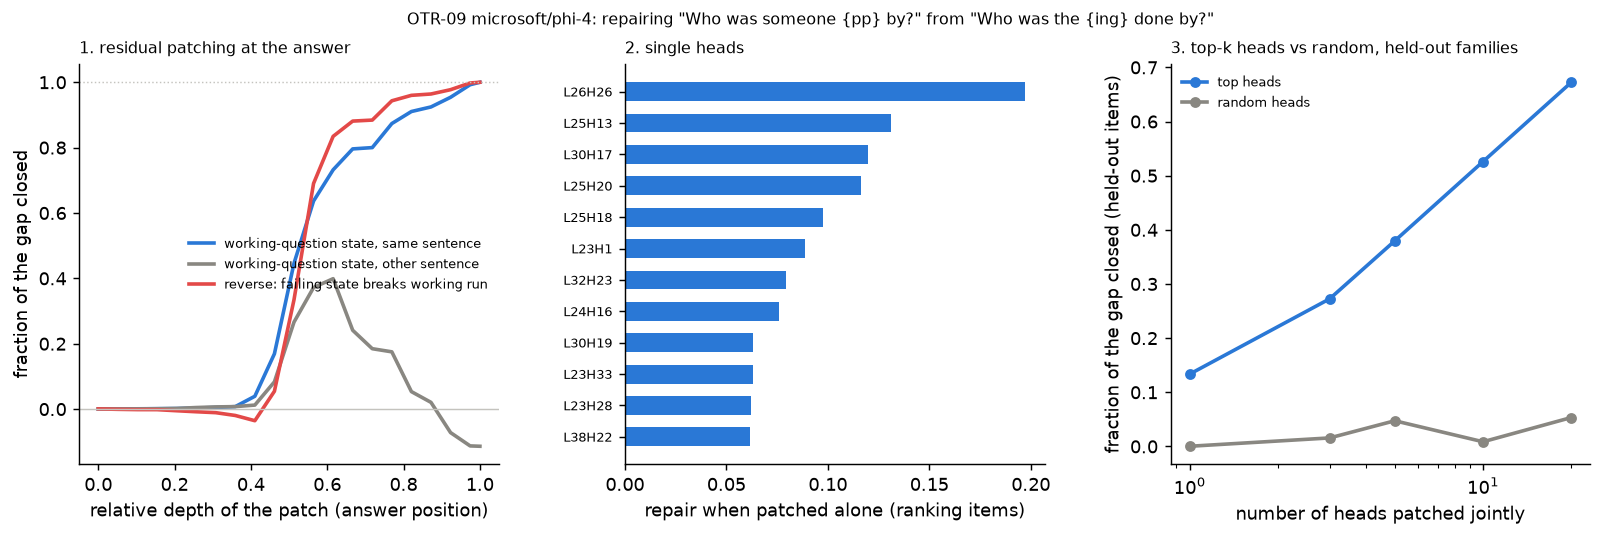 OTR-09 microsoft/phi-4: repairing "Who was someone {pp} by?" from "Who was the {ing} done by?"
1. residual patching at the answer
fraction of the gap closed
1.0
0.8
0.6
0.4
0.2
0.0
working-question state, same sentence
working-question state, other sentence
reverse: failing state breaks working run
0.0 0.2 0.4 0.6 0.8 1.0
relative depth of the patch (answer position)
2. single heads
L26H26
L25H13
L30H17
L25H20
L25H18
L23H1
L32H23
L24H16
L30H19
L23H33
L23H28
L38H22
0.00 0.05 0.10 0.15 0.20
repair when patched alone (ranking items)
3. top-k heads vs random, held-out families
fraction of the gap closed (held-out items)
0.7
0.6
0.5
0.4
0.3
0.2
0.1
0.0
top heads
random heads
10⁰ 10¹
number of heads patched jointly